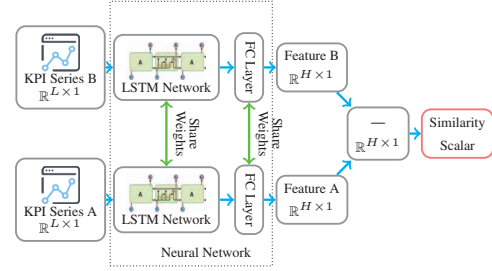 KPI Series B
ℝ^{L×1}
A
A
LSTM Network
FC Layer
Feature B
ℝ^{H×1}
Share
Weights
Share
Weights
—
ℝ^{H×1}
Similarity
Scalar
KPI Series A
ℝ^{L×1}
A
A
LSTM Network
FC Layer
Feature A
ℝ^{H×1}
Neural Network